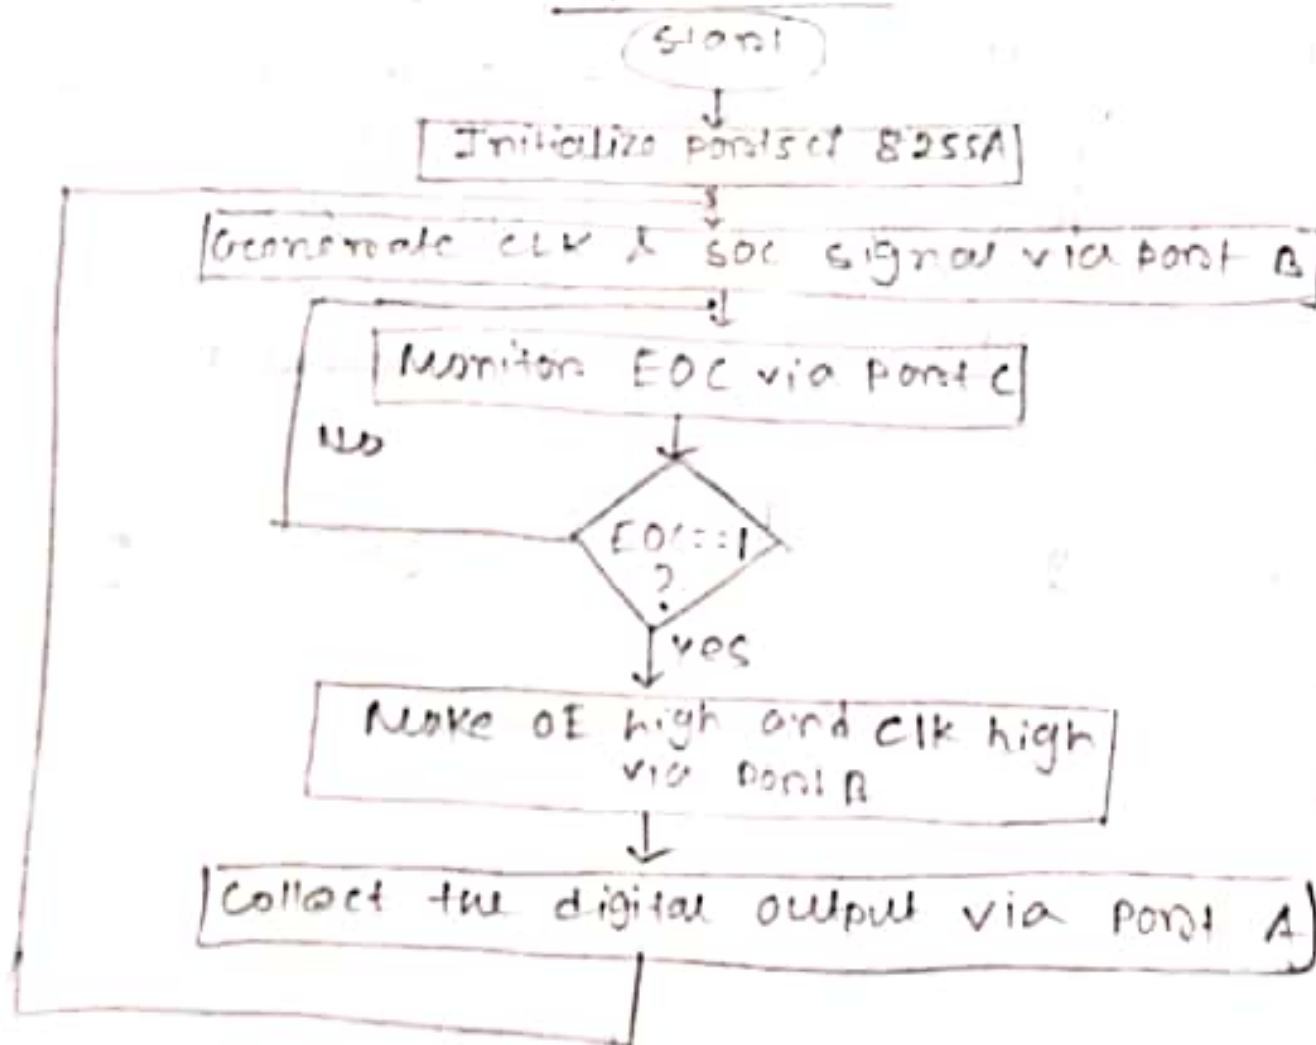 Start
Initialize ports of 8255A
Generate CLK & SOC signal via port B
Monitor EOC via port C
No
EOC==1
?
yes
Make OE high and clk high
via port B
Collect the digital output via port A